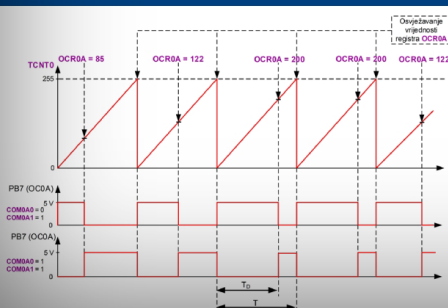 Osvježavanje
vrijednosti
registra OCR0A
OCR0A = 85
OCR0A = 122
OCR0A = 200
OCR0A = 200
OCR0A = 122
TCNT0
255
0
PB7 (OC0A)
5 V
COM0A0 = 0
COM0A1 = 1
0
PB7 (OC0A)
5 V
COM0A0 = 1
COM0A1 = 1
0
TD
T